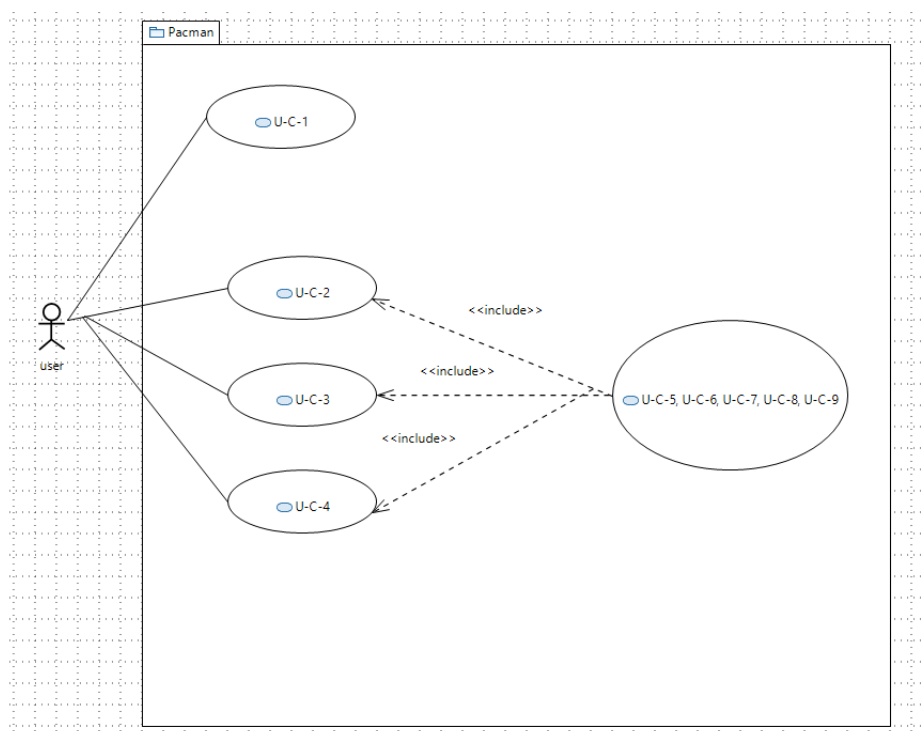 Pacman
U-C-1
U-C-2
<<include>>
user
<<include>>
U-C-3
U-C-5, U-C-6, U-C-7, U-C-8, U-C-9
<<include>>
U-C-4